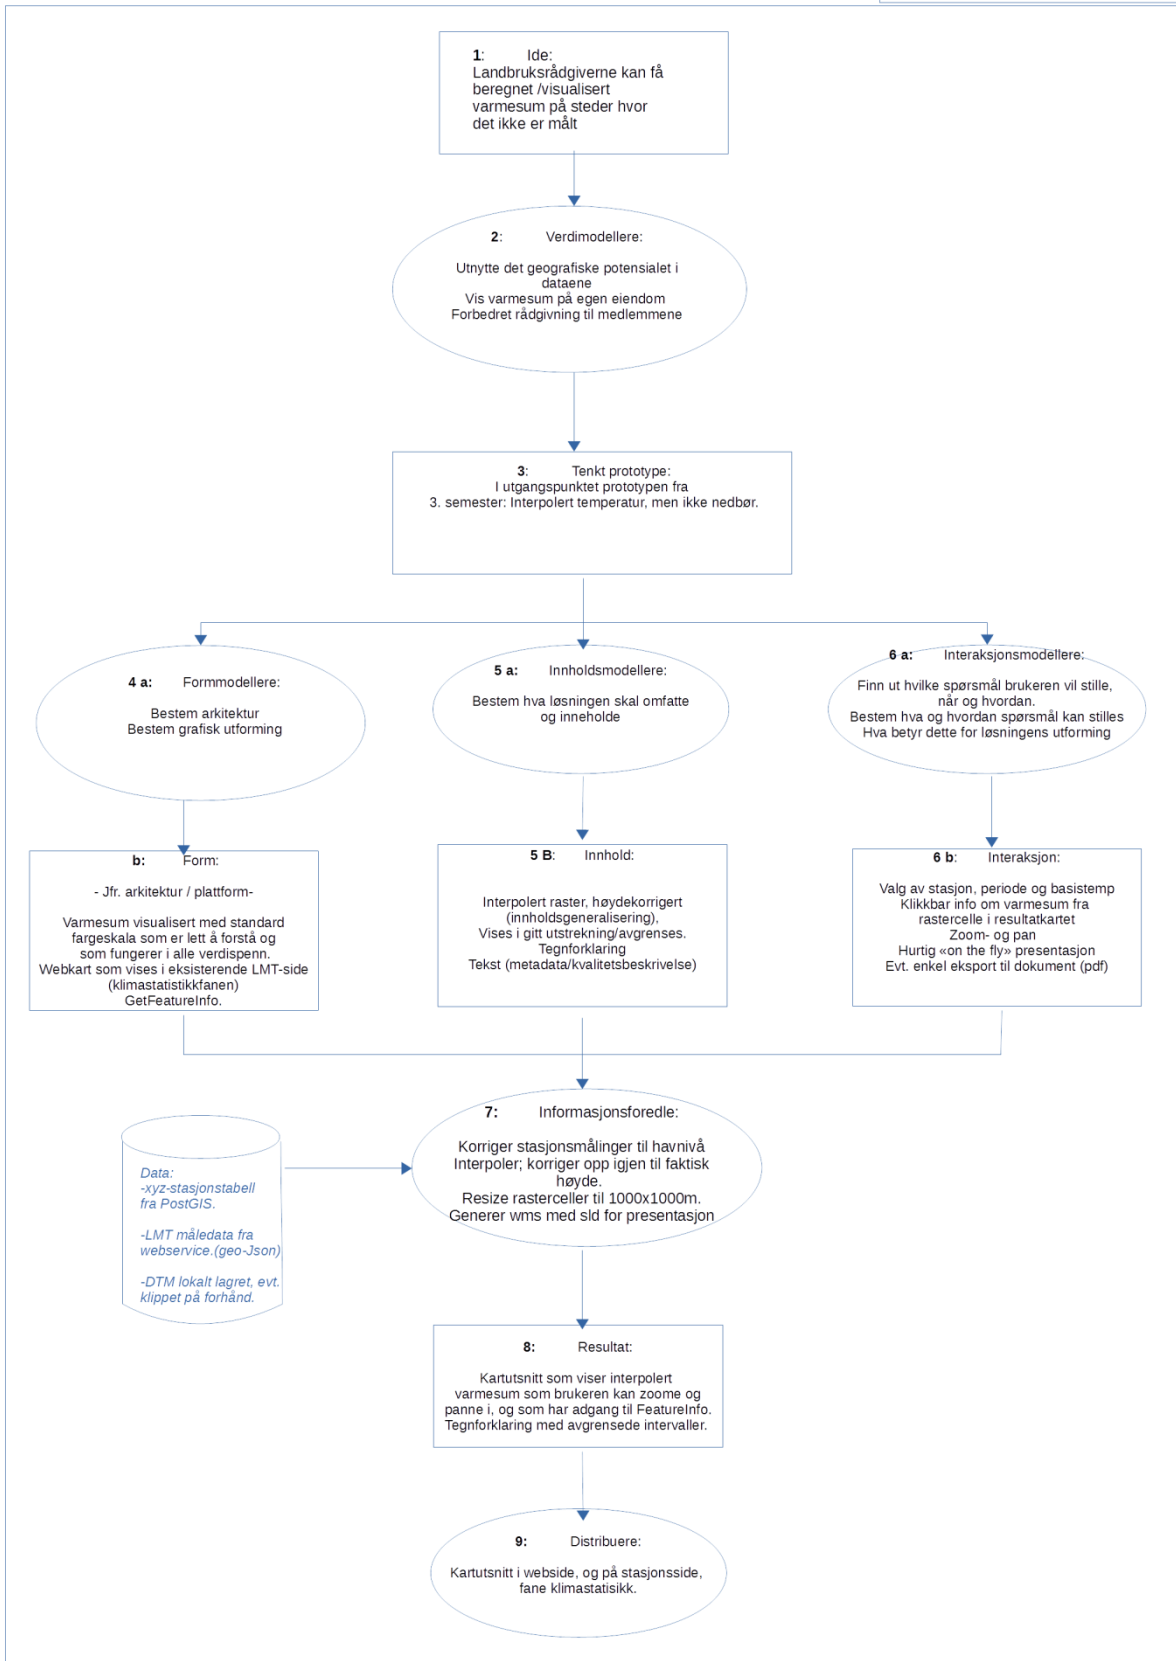 1: Ide:
Landbruksrådgiverne kan få
beregnet /visualisert
varmesum på steder hvor
det ikke er målt
2: Verdimodellere:
Utnytte det geografiske potensialet i
dataene
Vis varmesum på egen eiendom
Forbedret rådgivning til medlemmene
3: Tenkt prototype:
I utgangspunktet prototypen fra
3. semester: Interpolert temperatur, men ikke nedbør.
4 a: Formmodellere:
Bestem arkitektur
Bestem grafisk utforming
5 a: Innholdsmodellere:
Bestem hva løsningen skal omfatte
og inneholde
6 a: Interaksjonsmodellere:
Finn ut hvilke spørsmål brukeren vil stille,
når og hvordan.
Bestem hva og hvordan spørsmål kan stilles
Hva betyr dette for løsningens utforming
b: Form:
- Jfr. arkitektur / plattform-
Varmesum visualisert med standard
fargeskala som er lett å forstå og
som fungerer i alle verdispenn.
Webkart som vises i eksisterende LMT-side
(klimastatistikkfanen)
GetFeatureInfo.
5 B: Innhold:
Interpolert raster, høydekorrigert
(innholdsgeneralisering),
Vises i gitt utstrekning/avgrenses.
Tegnforklaring
Tekst (metadata/kvalitetsbeskrivelse)
6 b: Interaksjon:
Valg av stasjon, periode og basistemp
Klikkbar info om varmesum fra
rastercelle i resultatkartet
Zoom- og pan
Hurtig «on the fly» presentasjon
Evt. enkel eksport til dokument (pdf)
7: Informasjonsforedle:
Korriger stasjonsmålinger til havnivå
Interpoler; korriger opp igjen til faktisk
høyde.
Resize rasterceller til 1000x1000m.
Generer wms med sld for presentasjon
Data:
-xyz-stasjonstabell
fra PostGIS.
-LMT måledata fra
webservice.(geo-Json)
-DTM lokalt lagret, evt.
klippet på forhånd.
8: Resultat:
Kartutsnitt som viser interpolert
varmesum som brukeren kan zoome og
panne i, og som har adgang til FeatureInfo.
Tegnforklaring med avgrensede intervaller.
9: Distribuere:
Kartutsnitt i webside, og på stasjonsside,
fane klimastatisikk.